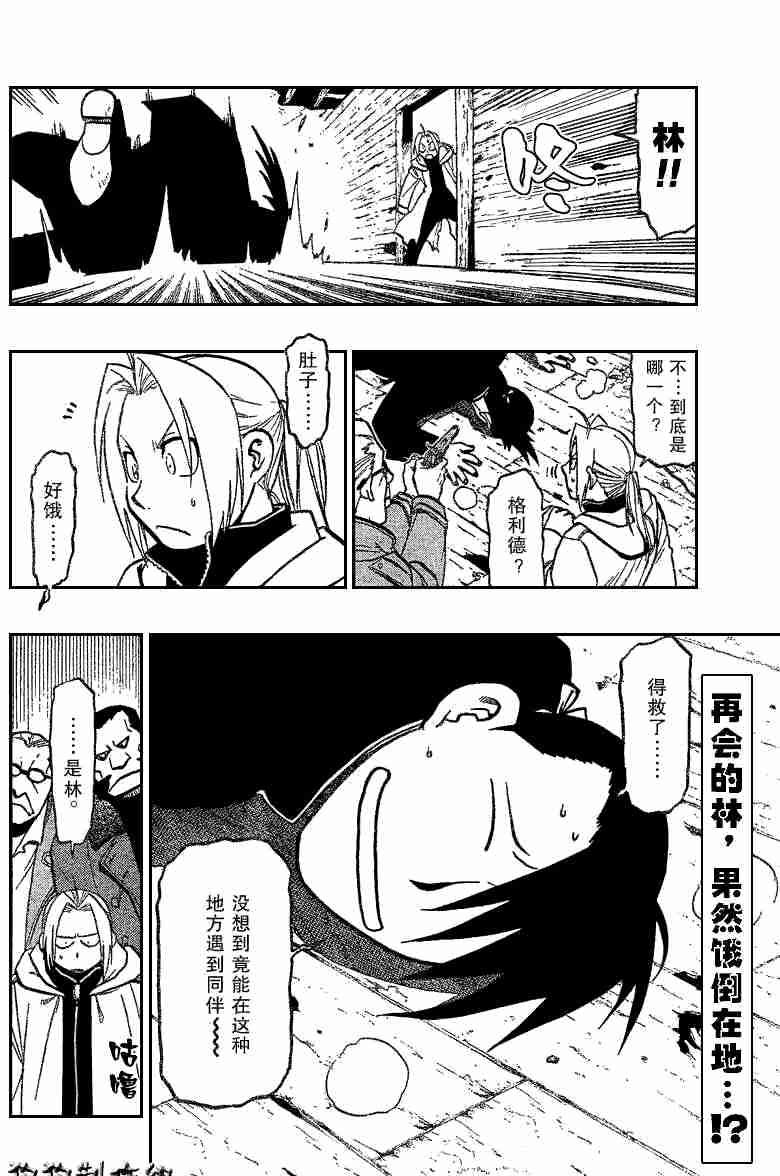 林!!
咚
不…到底是
哪一个？
格利德？
肚子……
好饿……
得救了……
没想到竟能在这种
地方遇到同伴～～
……是林。
咕噜
再会的林，果然饿倒在地…!?